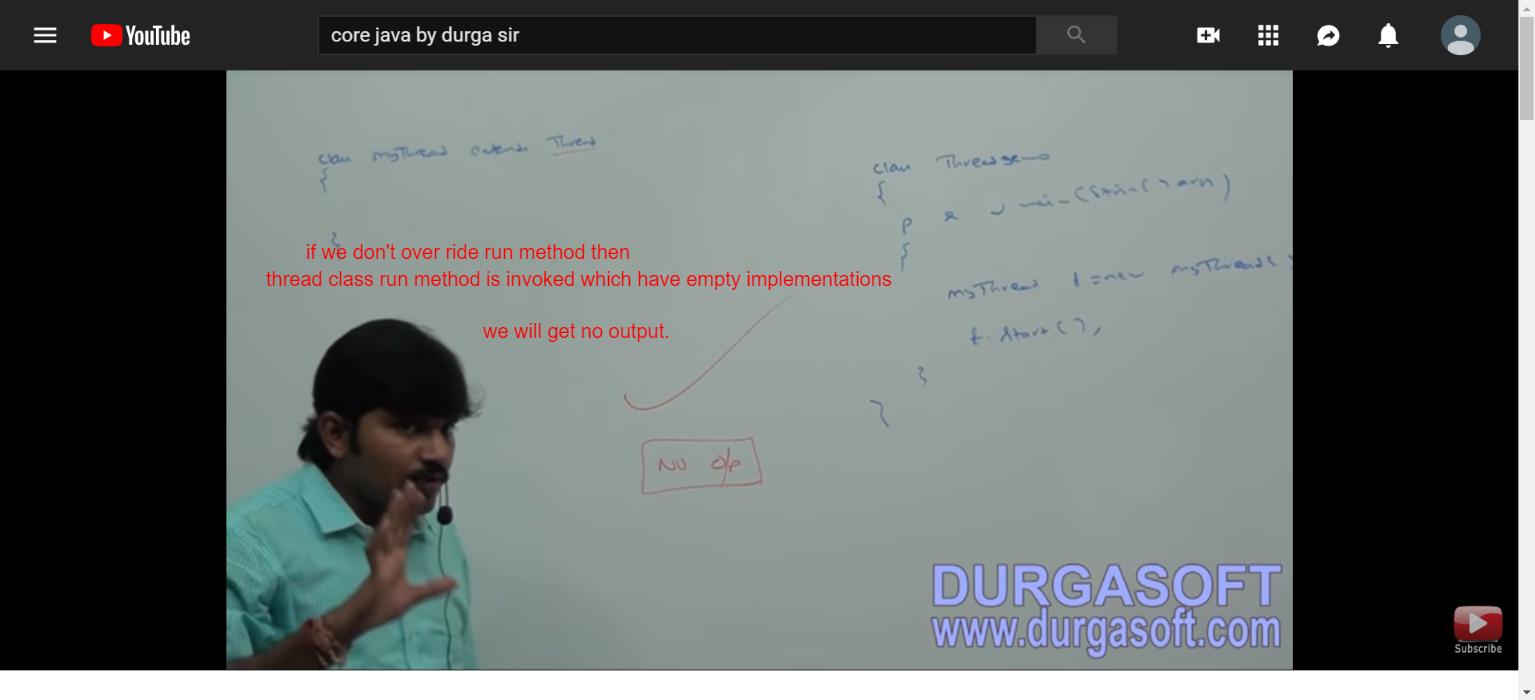 YouTube
core java by durga sir
class myThread extends Thread
{
}
class Threaddemo
{
p s v main(String[] args)
{
myThread t = new myThread(
t.start();
}
}
if we don't over ride run method then
thread class run method is invoked which have empty implementations
we will get no output.
NO o/p
DURGASOFT
www.durgasoft.com
Subscribe